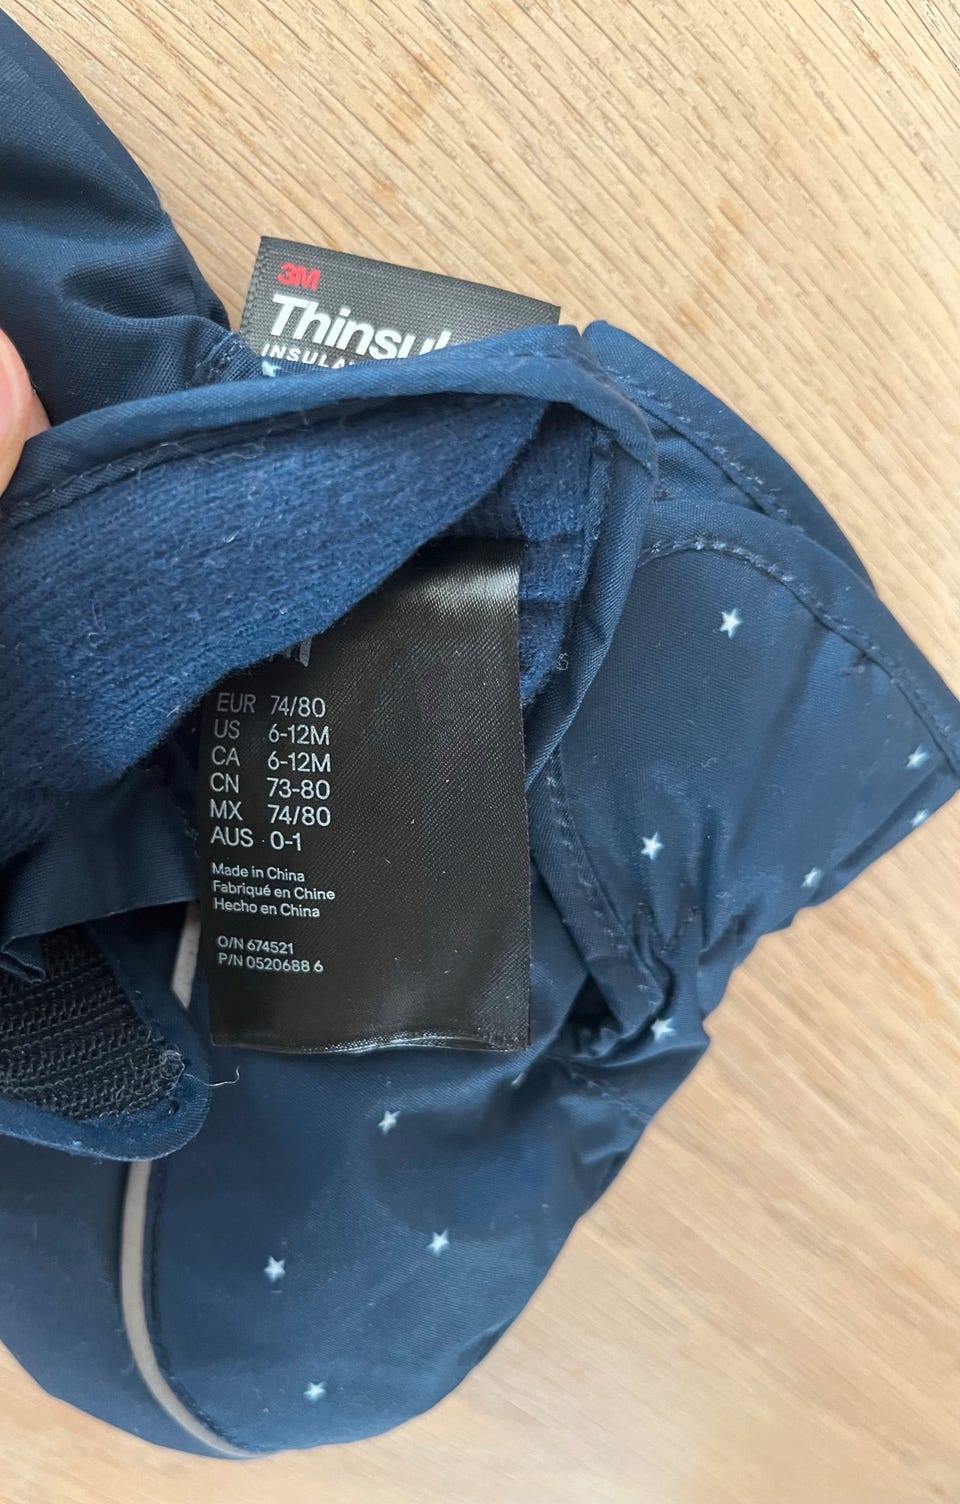 3M
Thinsul
INSULA
EUR 74/80
US 6-12M
CA 6-12M
CN 73-80
MX 74/80
AUS 0-1
Made in China
Fabriqué en Chine
Hecho en China
O/N 674521
P/N 0520688 6